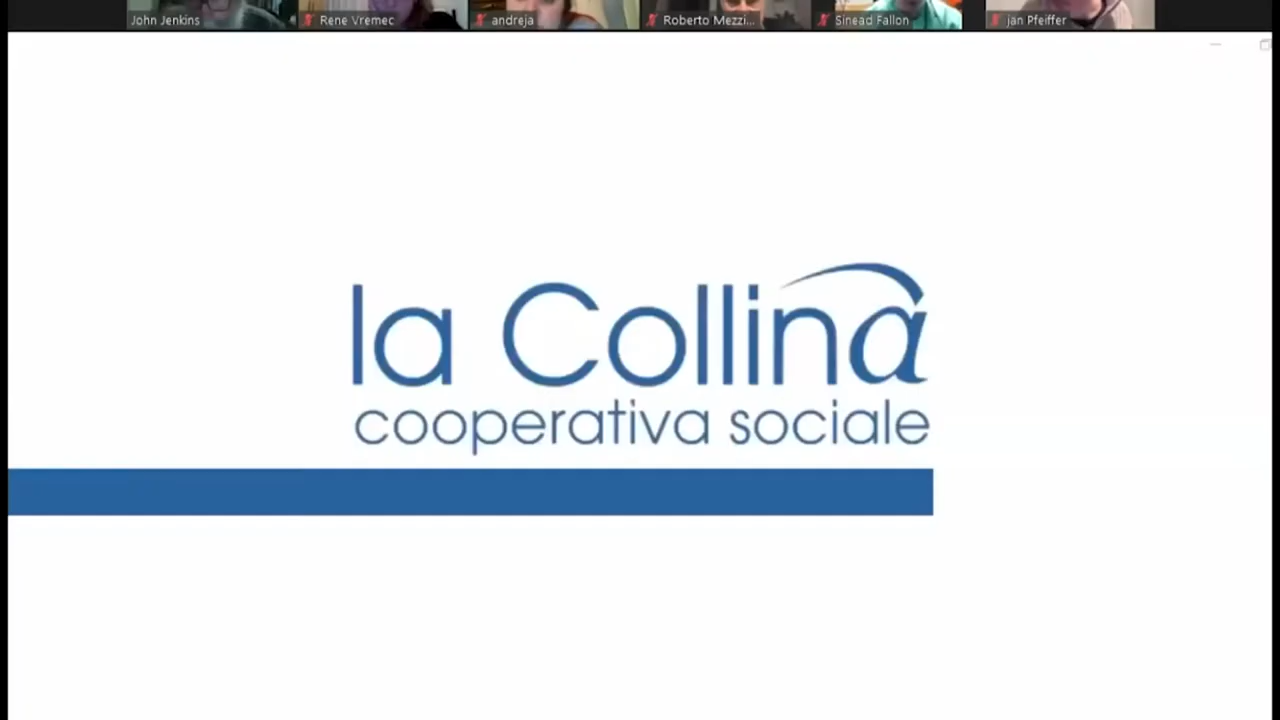 John Jenkins
Rene Vremec
andreja
Roberto Mezzi...
Sinead Fallon
jan Pfeiffer
la Collina
cooperativa sociale